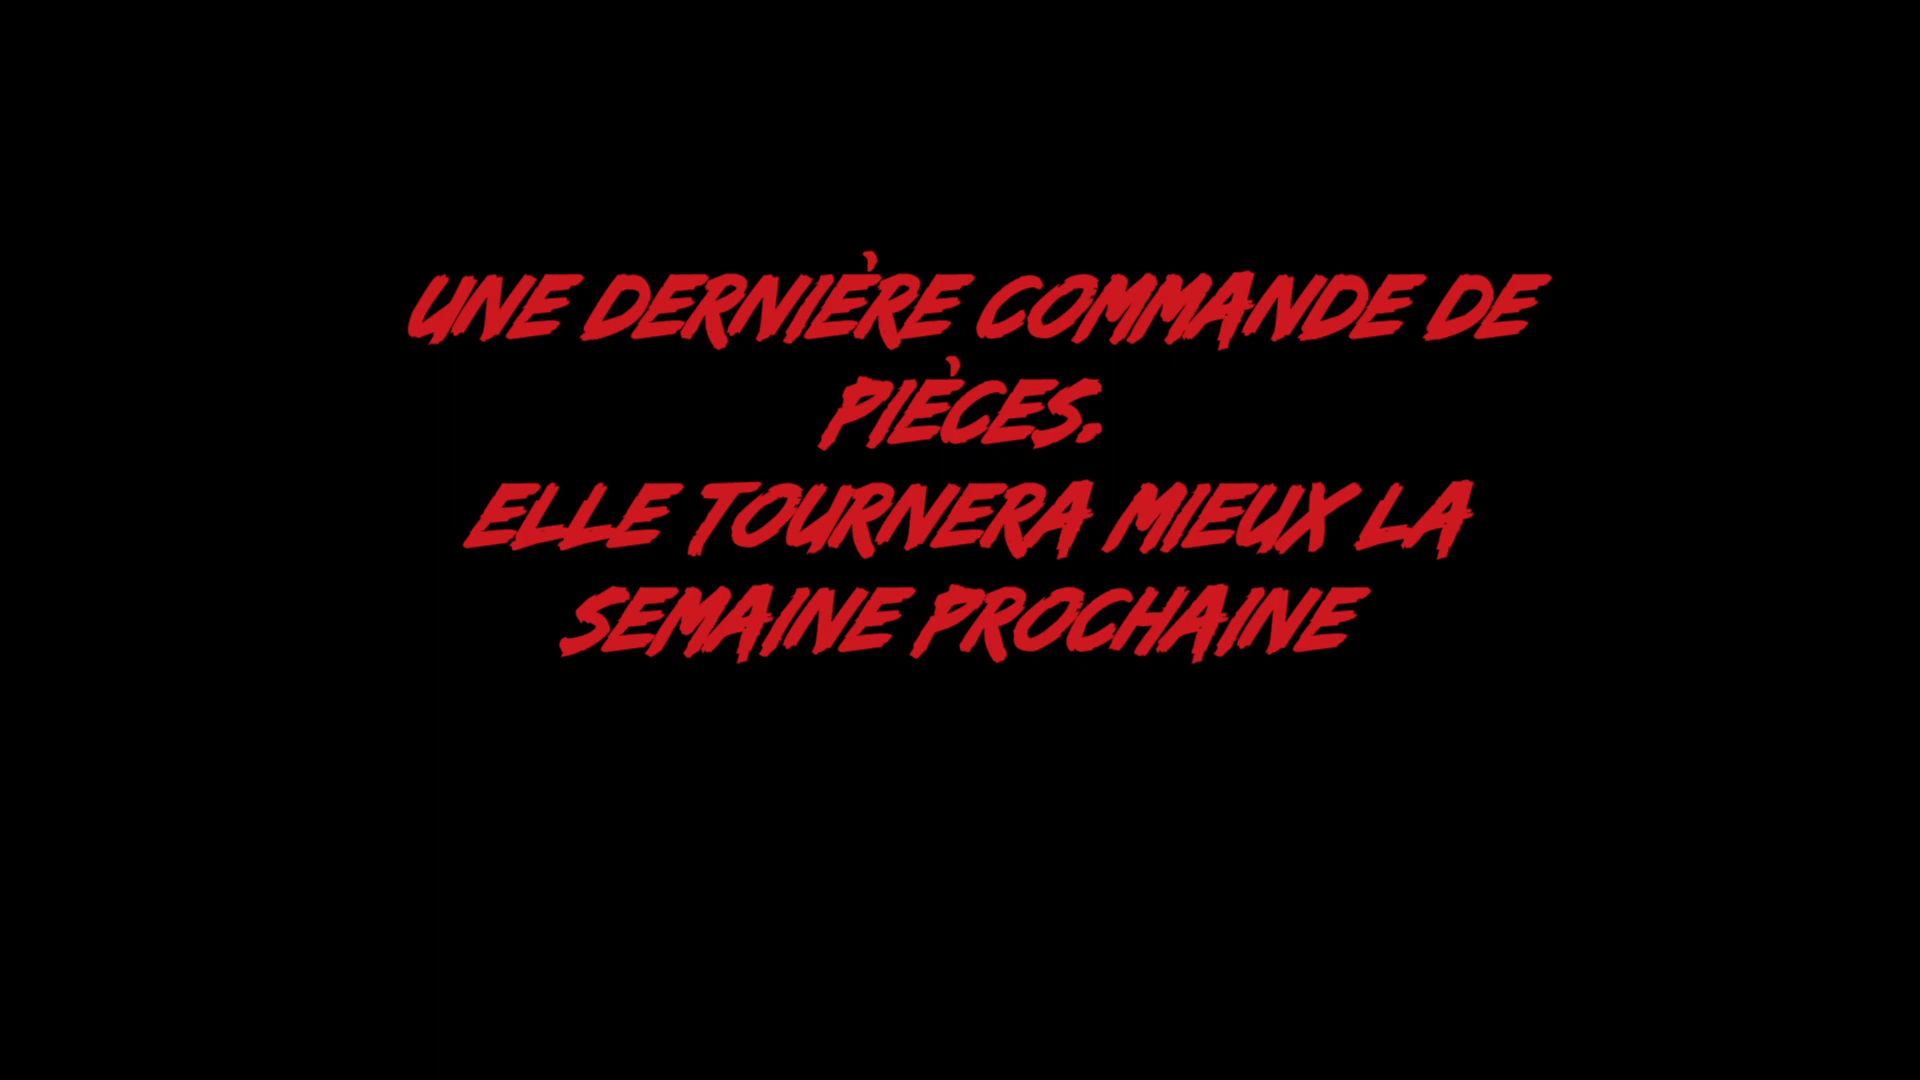 UNE DERNIÈRE COMMANDE DE
PIÈCES.
ELLE TOURNERA MIEUX LA
SEMAINE PROCHAINE